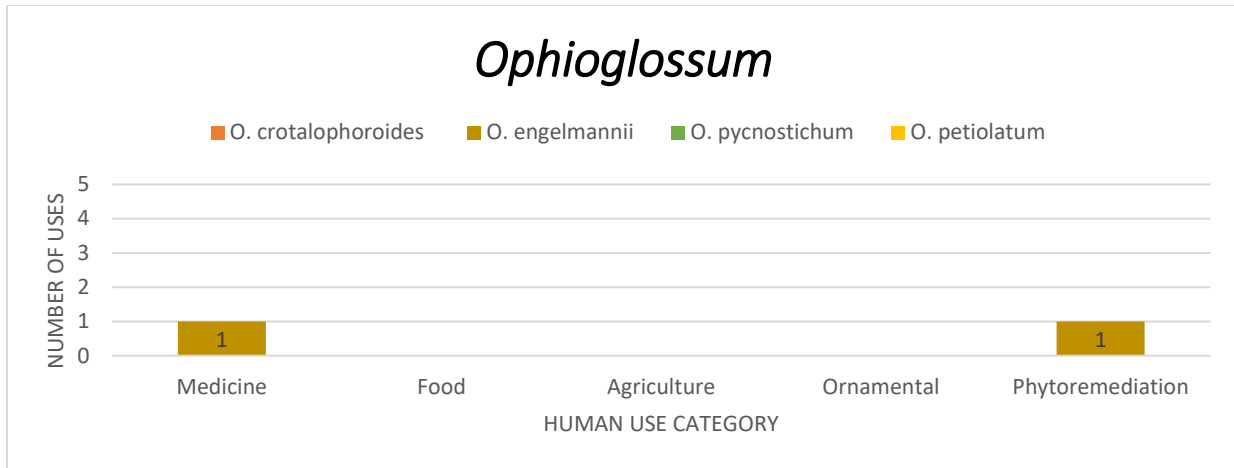 Ophioglossum
O. crotalophoroides O. engelmannii O. pycnostichum O. petiolatum
NUMBER OF USES
5
4
3
2
1
0
1
1
Medicine Food Agriculture Ornamental Phytoremediation
HUMAN USE CATEGORY